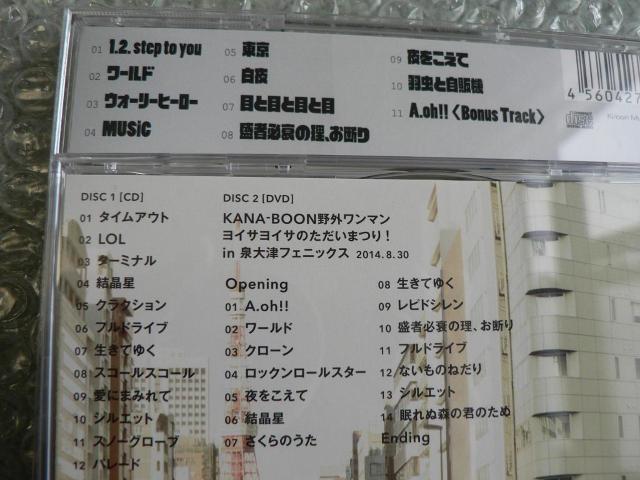 01 1.2. step to you
02 ワールド
03 ウォーリーヒーロー
04 MUSiC
05 東京
06 白夜
07 目と目と目と目
08 盛者必衰の理、お断り
09 夜をこえて
10 羽虫と自販機
11 A.oh!!〈Bonus Track〉
4 560427
DISC 1 [CD]
01 タイムアウト
02 LOL
03 ターミナル
04 結晶星
05 クラクション
06 フルドライブ
07 生きてゆく
08 スコールスコール
09 愛にまみれて
10 シルエット
11 スノーグローブ
12 パレード
DISC 2 [DVD]
KANA-BOON野外ワンマン
ヨイサヨイサのただいまつり!
in 泉大津フェニックス 2014.8.30
Opening
01 A.oh!!
02 ワールド
03 クローン
04 ロックンロールスター
05 夜をこえて
06 結晶星
07 さくらのうた
08 生きてゆく
09 レピドシレン
10 盛者必衰の理、お断り
11 フルドライブ
12 ないものねだり
13 シルエット
14 眠れぬ森の君のため
Ending